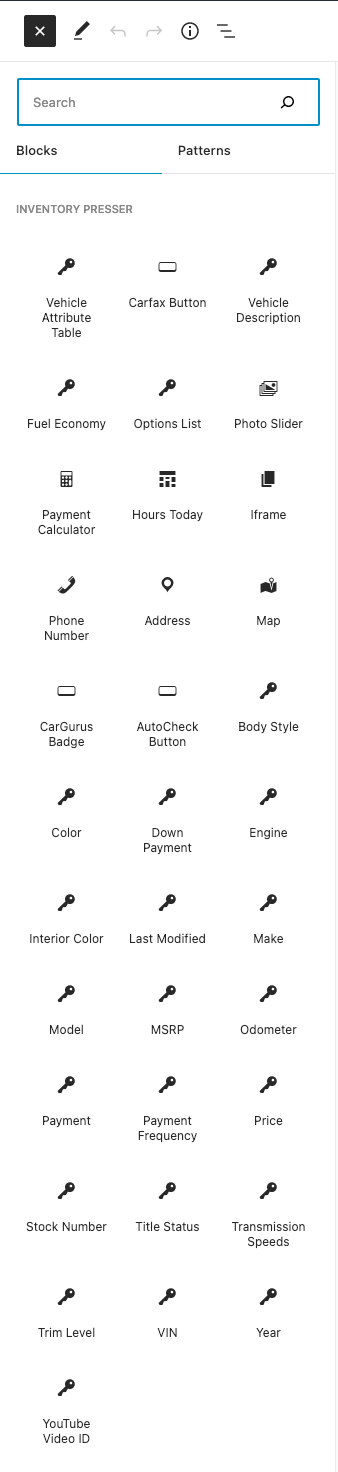 Search
Blocks
Patterns
INVENTORY PRESSER
Vehicle
Attribute
Table
Carfax Button
Vehicle
Description
Fuel Economy
Options List
Photo Slider
Payment
Calculator
Hours Today
Iframe
Phone
Number
Address
Map
CarGurus
Badge
AutoCheck
Button
Body Style
Color
Down
Payment
Engine
Interior Color
Last Modified
Make
Model
MSRP
Odometer
Payment
Payment
Frequency
Price
Stock Number
Title Status
Transmission
Speeds
Trim Level
VIN
Year
YouTube
Video ID